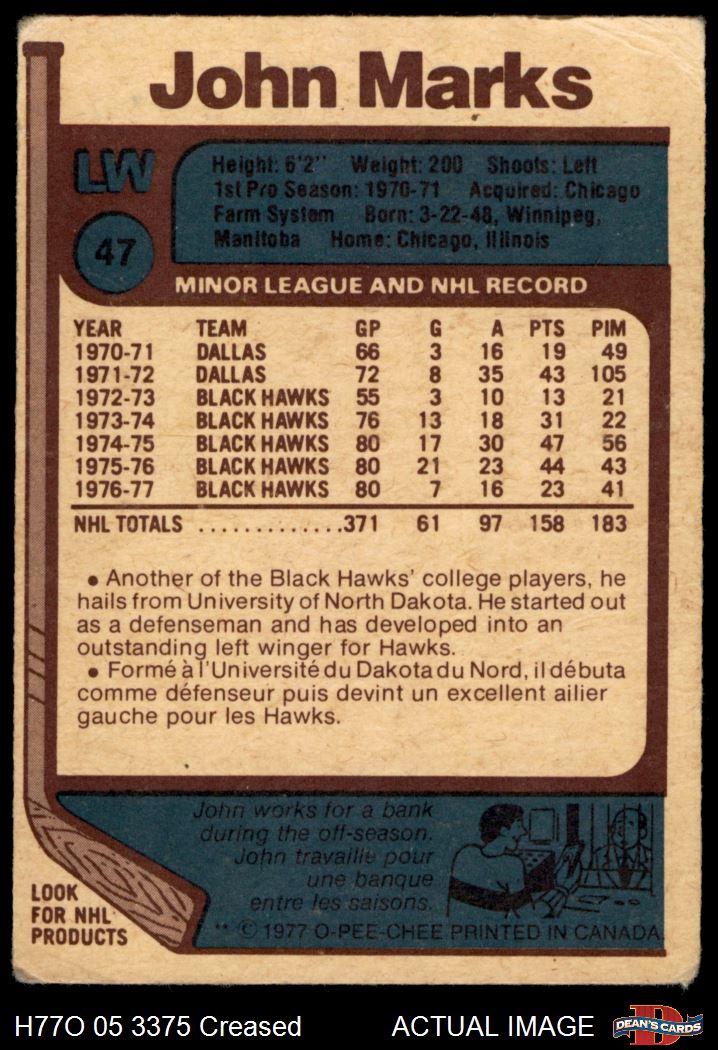 John Marks
LW
47
Height: 6'2" Weight: 200 Shoots: Left
1st Pro Season: 1970-71 Acquired: Chicago
Farm System Born: 3-22-48, Winnipeg,
Manitoba Home: Chicago, Illinois
MINOR LEAGUE AND NHL RECORD
YEAR TEAM GP G A PTS PIM
1970-71 DALLAS 66 3 16 19 49
1971-72 DALLAS 72 8 35 43 105
1972-73 BLACK HAWKS 55 3 10 13 21
1973-74 BLACK HAWKS 76 13 18 31 22
1974-75 BLACK HAWKS 80 17 30 47 56
1975-76 BLACK HAWKS 80 21 23 44 43
1976-77 BLACK HAWKS 80 7 16 23 41
NHL TOTALS .............371 61 97 158 183
• Another of the Black Hawks' college players, he
hails from University of North Dakota. He started out
as a defenseman and has developed into an
outstanding left winger for Hawks.
• Formé à l'Université du Dakota du Nord, il débuta
comme défenseur puis devint un excellent ailier
gauche pour les Hawks.
John works for a bank
during the off-season.
John travaille pour
une banque
entre les saisons.
LOOK
FOR NHL
PRODUCTS
** © 1977 O-PEE-CHEE PRINTED IN CANADA
H77O 05 3375 Creased ACTUAL IMAGE
D
DEAN'S CARDS